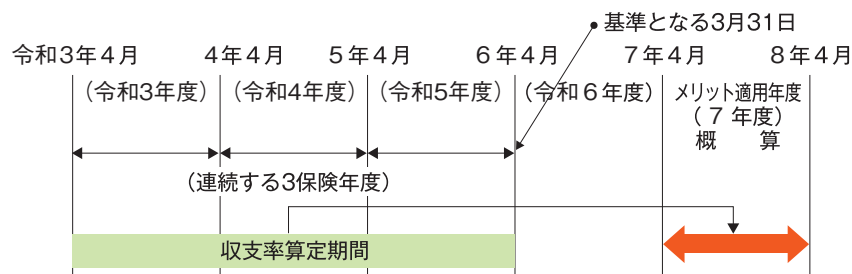 基準となる3月31日
令和3年4月 4年4月 5年4月 6年4月 7年4月 8年4月
(令和3年度) (令和4年度) (令和5年度) (令和6年度) メリット適用年度
(7年度)
概 算
(連続する3保険年度)
収支率算定期間